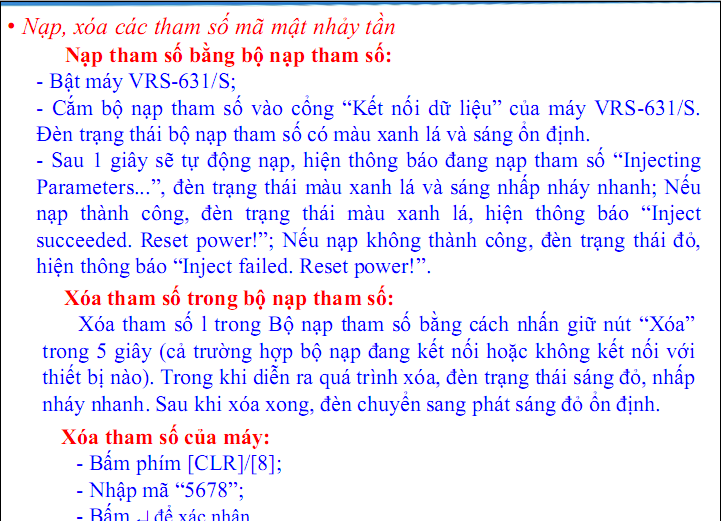 • Nạp, xóa các tham số mã mật nhảy tần
Nạp tham số bằng bộ nạp tham số:
- Bật máy VRS-631/S;
- Cắm bộ nạp tham số vào cổng “Kết nối dữ liệu” của máy VRS-631/S.
Đèn trạng thái bộ nạp tham số có màu xanh lá và sáng ổn định.
- Sau 1 giây sẽ tự động nạp, hiện thông báo đang nạp tham số “Injecting
Parameters...”, đèn trạng thái màu xanh lá và sáng nhấp nháy nhanh; Nếu
nạp thành công, đèn trạng thái màu xanh lá, hiện thông báo “Inject
succeeded. Reset power!”; Nếu nạp không thành công, đèn trạng thái đỏ,
hiện thông báo “Inject failed. Reset power!”.
Xóa tham số trong bộ nạp tham số:
Xóa tham số l trong Bộ nạp tham số bằng cách nhấn giữ nút “Xóa”
trong 5 giây (cả trường hợp bộ nạp đang kết nối hoặc không kết nối với
thiết bị nào). Trong khi diễn ra quá trình xóa, đèn trạng thái sáng đỏ, nhấp
nháy nhanh. Sau khi xóa xong, đèn chuyển sang phát sáng đỏ ổn định.
Xóa tham số của máy:
- Bấm phím [CLR]/[8];
- Nhập mã “5678”;
- Bấm ↵ để xác nhận